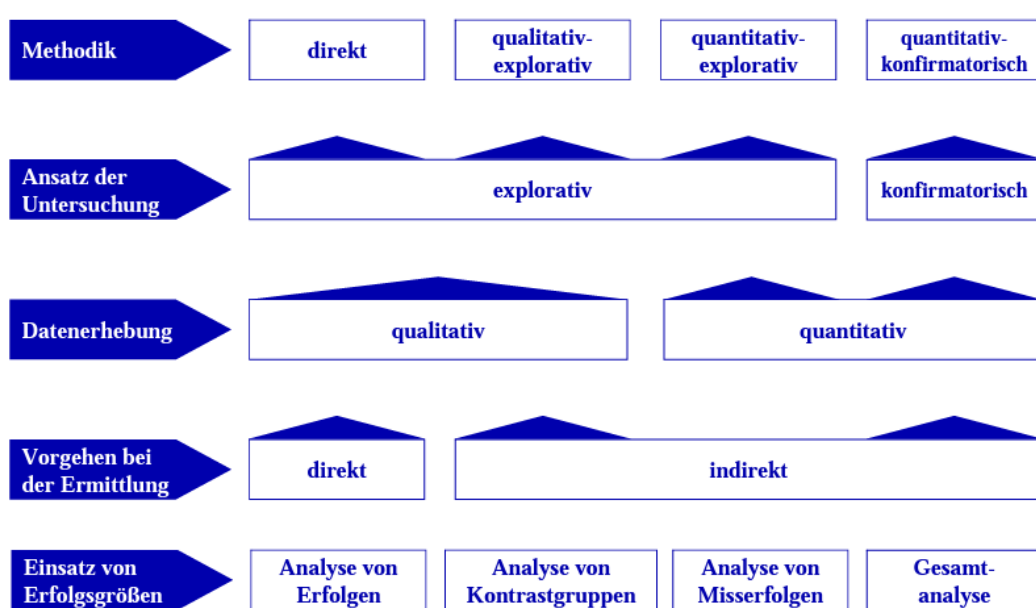 Methodik
direkt
qualitativ-
explorativ
quantitativ-
explorativ
quantitativ-
konfirmatorisch
Ansatz der
Untersuchung
explorativ
konfirmatorisch
Datenerhebung
qualitativ
quantitativ
Vorgehen bei
der Ermittlung
direkt
indirekt
Einsatz von
Erfolgsgrößen
Analyse von
Erfolgen
Analyse von
Kontrastgruppen
Analyse von
Misserfolgen
Gesamt-
analyse